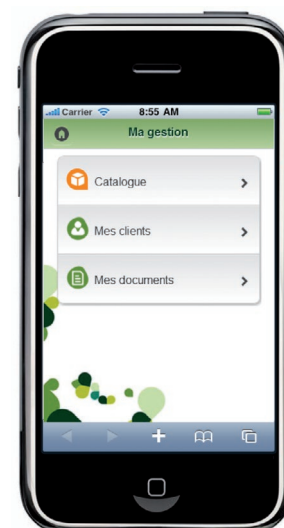 Carrier 8:55 AM
Ma gestion
Catalogue
Mes clients
Mes documents